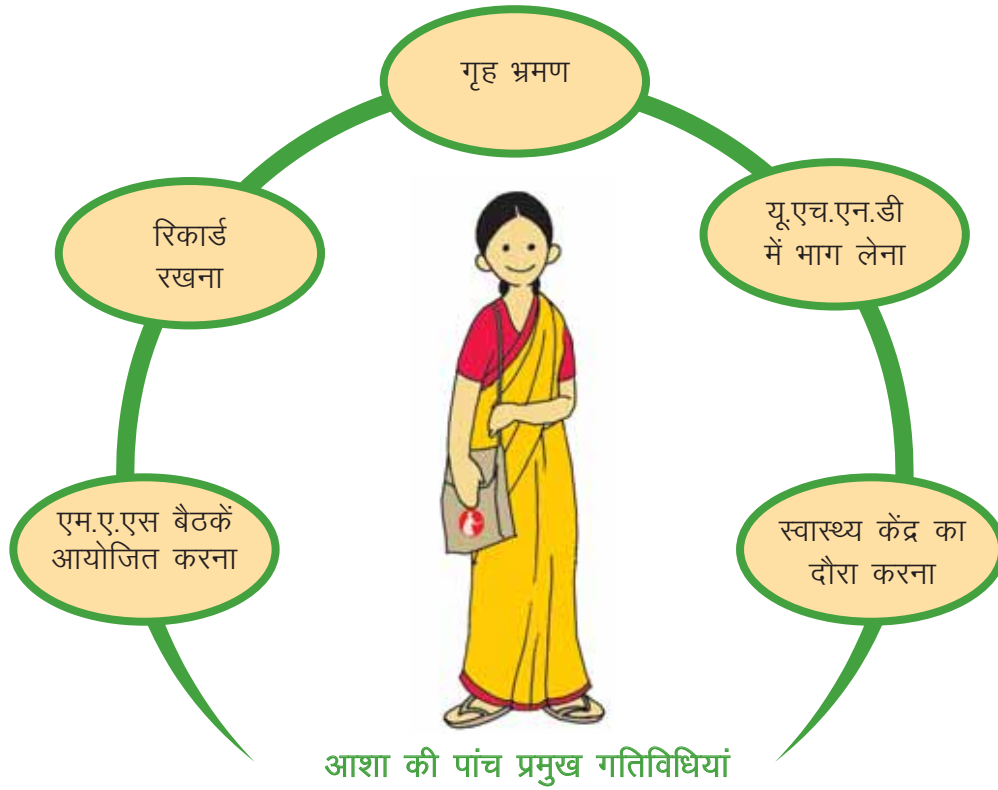 गृह भ्रमण
रिकार्ड
रखना
यू.एच.एन.डी
में भाग लेना
एम.ए.एस बैठकें
आयोजित करना
स्वास्थ्य केंद्र का
दौरा करना
आशा की पांच प्रमुख गतिविधियां